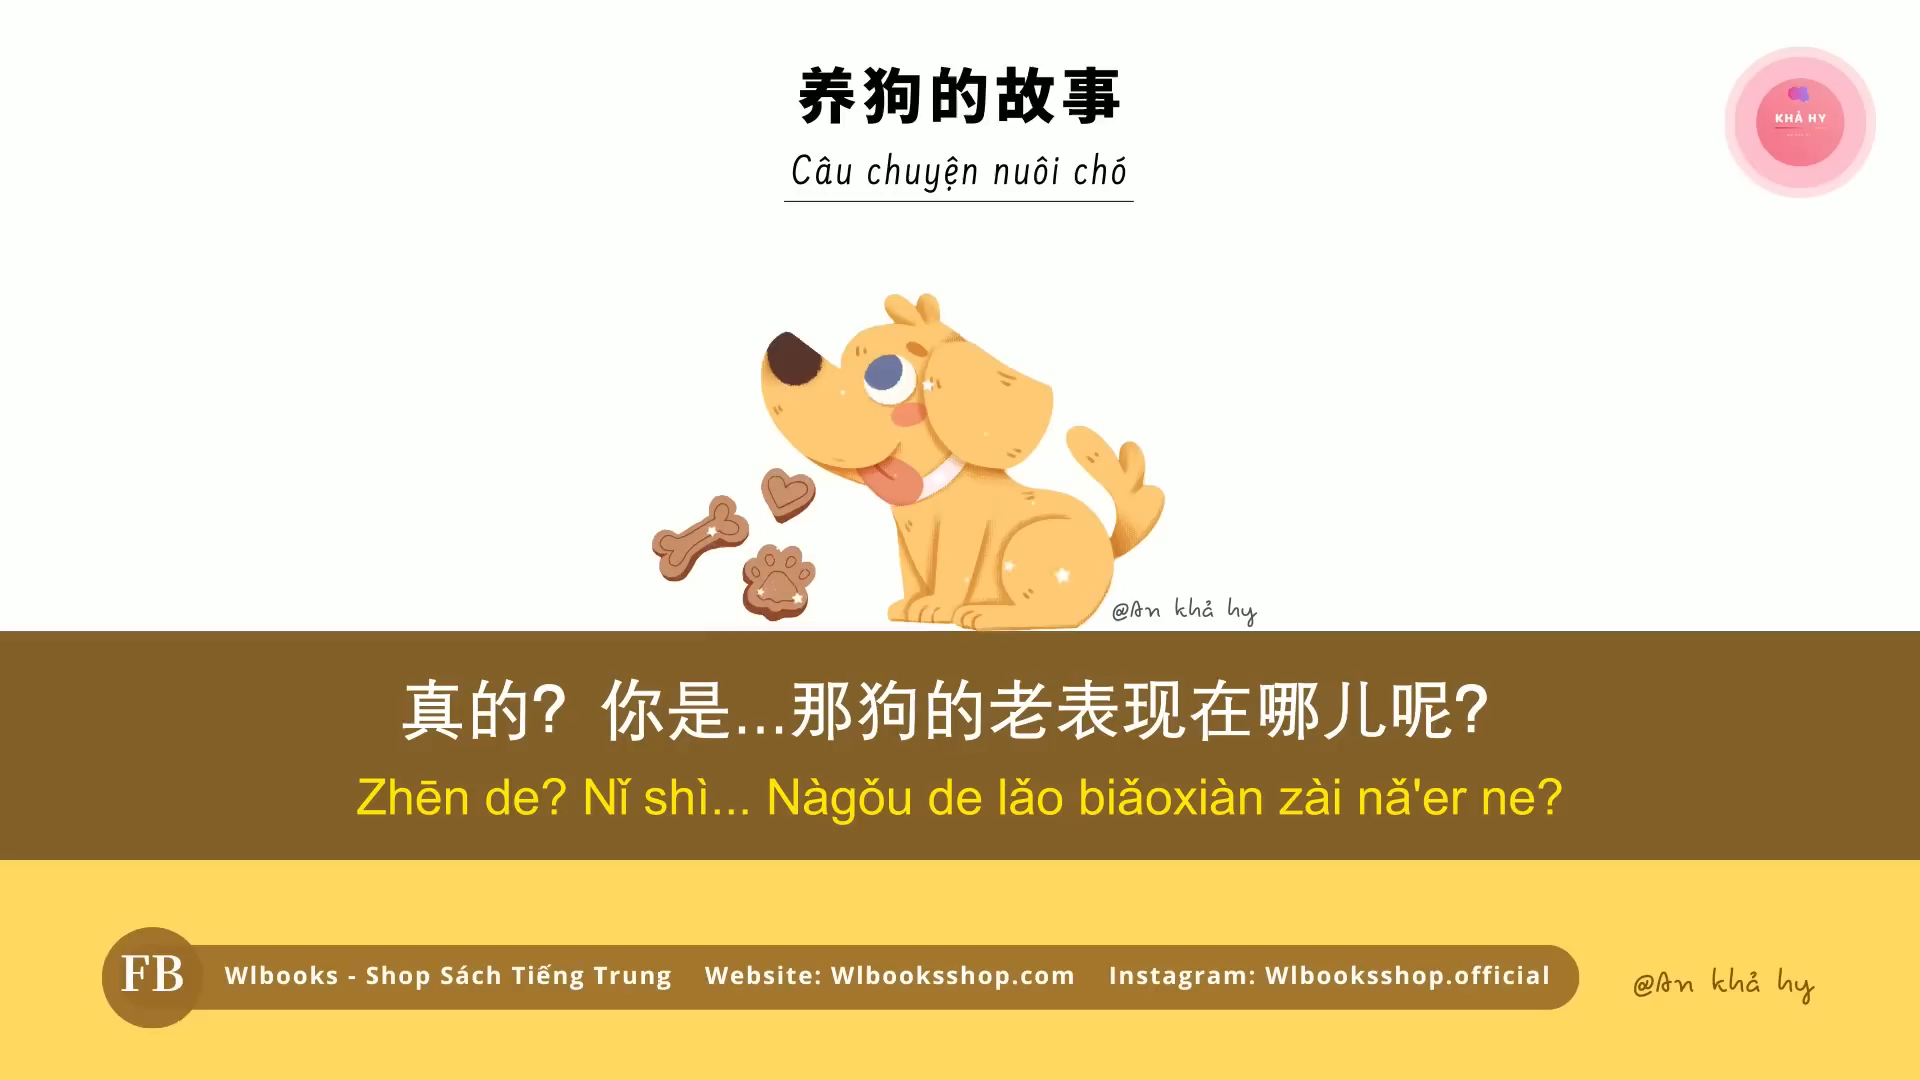 养狗的故事
Câu chuyện nuôi chó
KHẢ HY
@An khả hy
真的? 你是...那狗的老表现在哪儿呢?
Zhēn de? Nǐ shì... Nàgǒu de lǎo biǎoxiàn zài nǎ'er ne?
FB
Wlbooks - Shop Sách Tiếng Trung Website: Wlbooksshop.com Instagram: Wlbooksshop.official
@An khả hy